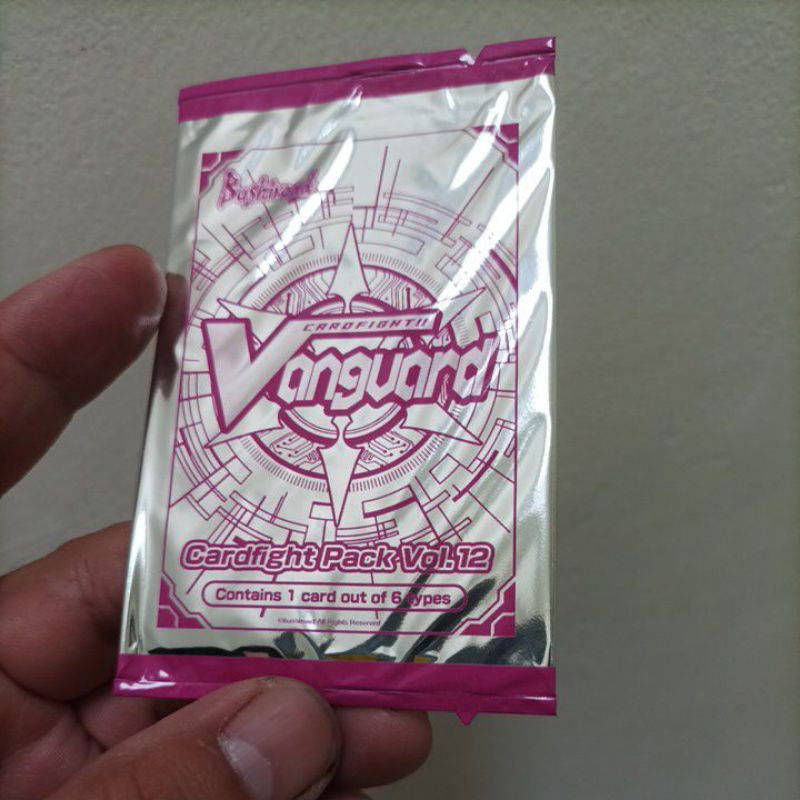 Bushiroad
CARDFIGHT!!
Vanguard
Cardfight Pack Vol.12
Contains 1 card out of 6 types
©Bushiroad All Rights Reserved